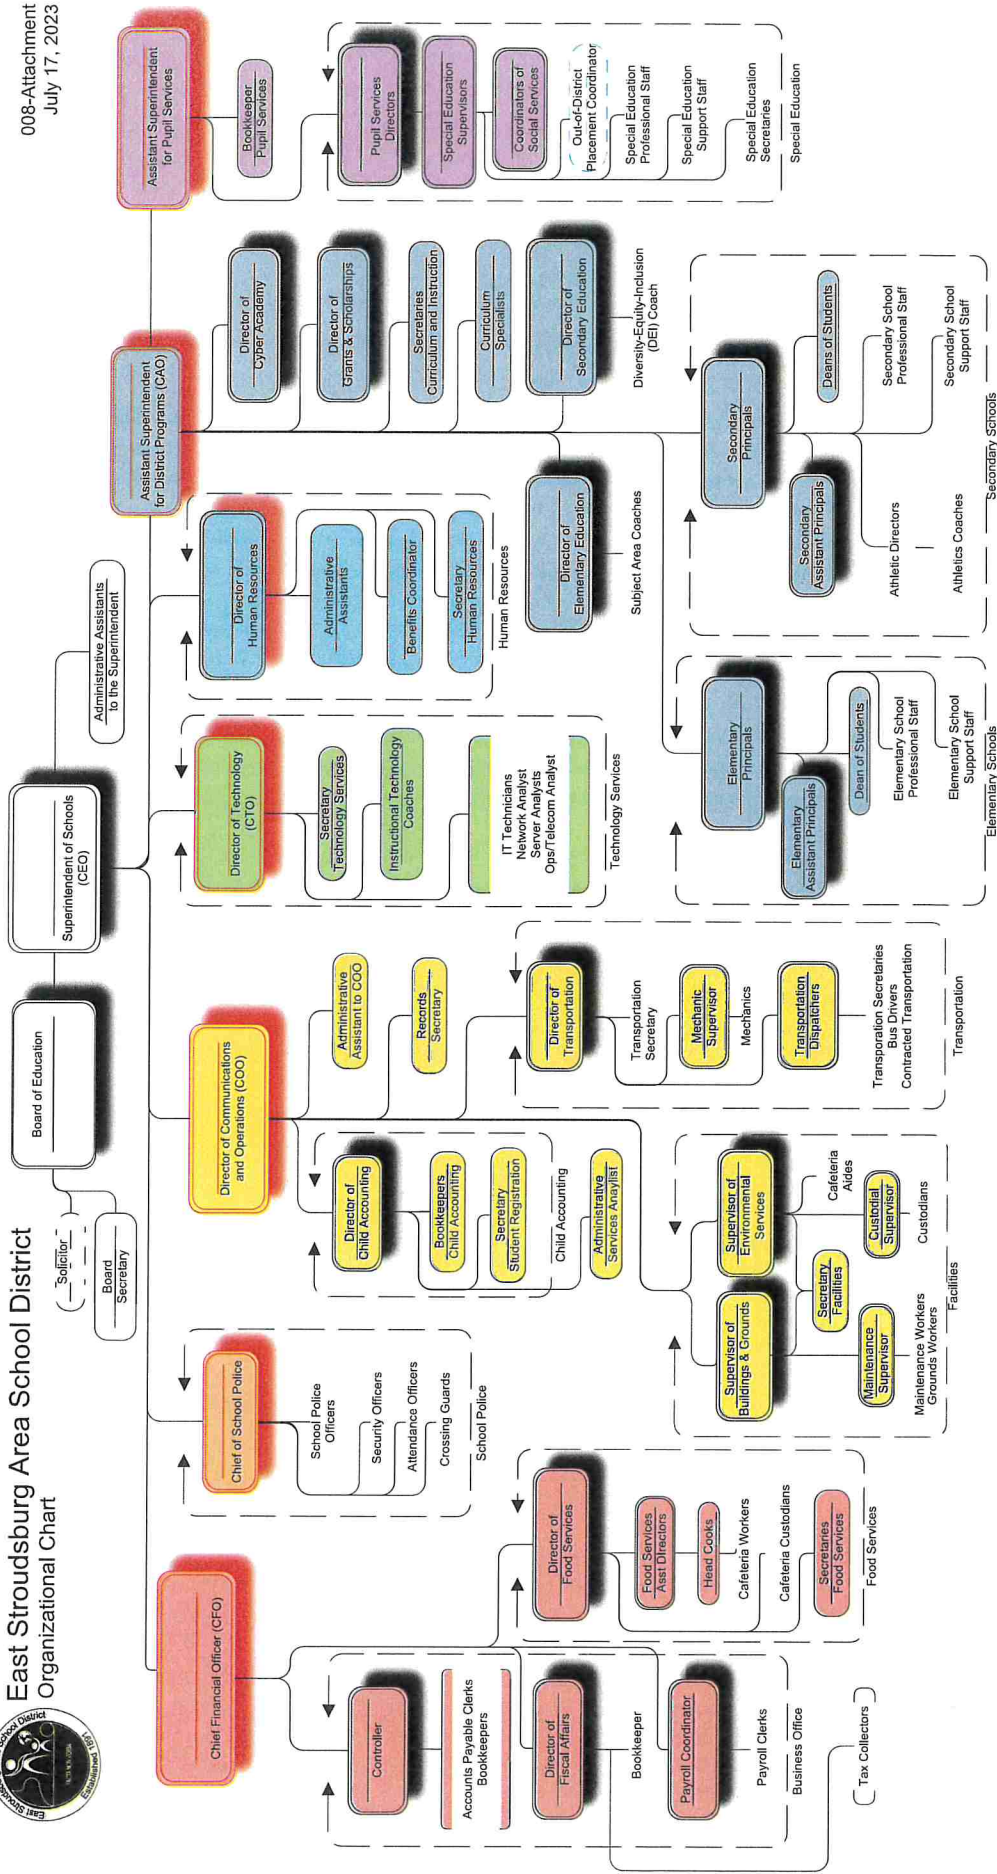 008-Attachment
July 17, 2023
East Stroudsburg Area School District
Organizational Chart
School District
East
Established 1891
Board of Education
Solicitor
Board
Secretary
Superintendent of Schools
(CEO)
Administrative Assistants
to the Superintendent
Chief Financial Officer (CFO)
Controller
Accounts Payable Clerks
Bookkeepers
Director of
Fiscal Affairs
Bookkeeper
Payroll Coordinator
Payroll Clerks
Business Office
Tax Collectors
Director of
Food Services
Food Services
Asst DIrectors
Head Cooks
Cafeteria Workers
Cafeteria Custodians
Secretaries
Food Services
Food Services
Chief of School Police
School Police
Officers
Security Officers
Attendance Officers
Crossing Guards
School Police
Director of Communications
and Operations (COO)
Administrative
Assistant to COO
Records
Secretary
Director of
Child Accounting
Bookkeepers
Child Accounting
Secretary
Student Registration
Child Accounting
Administrative
Services Anaylist
Supervisor of
Buildings & Grounds
Supervisor of
Environmental
Services
Secretary
Facilities
Cafeteria
Aides
Maintenance
Supervisor
Custodial
Supervisor
Maintenance Workers
Grounds Workers
Custodians
Facilities
Director of
Transportation
Transportation
Secretary
Mechanic
Supervisor
Mechanics
Transportation
Dispatchers
Transporation Secretaries
Bus Drivers
Contracted Transportation
Transportation
Director of Technology
(CTO)
Secretary
Technology Services
Instructional Technology
Coaches
IT Technicians
Network Analyst
Server Analysts
Ops/Telecom Analyst
Technology Services
Director of
Human Resources
Administrative
Assistants
Benefits Coordinator
Secretary
Human Resources
Human Resources
Assistant Superintendent
for District Programs (CAO)
Director of
Cyber Academy
Director of
Grants & Scholarships
Secretaries
Curriculum and Instruction
Curriculum
Specialists
Director of
Elementary Education
Subject Area Coaches
Director of
Secondary Education
Diversity-Equity-Inclusion
(DEI) Coach
Elementary
Principals
Elementary
Assistant Principals
Dean of Students
Elementary School
Professional Staff
Elementary School
Support Staff
Elementary Schools
Secondary
Principals
Secondary
Assistant Principals
Deans of Students
Athletic Directors
Secondary School
Professional Staff
Athletics Coaches
Secondary School
Support Staff
Secondary Schools
Assistant Superintendent
for Pupil Services
Bookkeeper
Pupil Services
Pupil Services
Directors
Special Education
Supervisors
Coordinators of
Social Services
Out-of-District
Placement Coordinator
Special Education
Professional Staff
Special Education
Support Staff
Special Education
Secretaries
Special Education